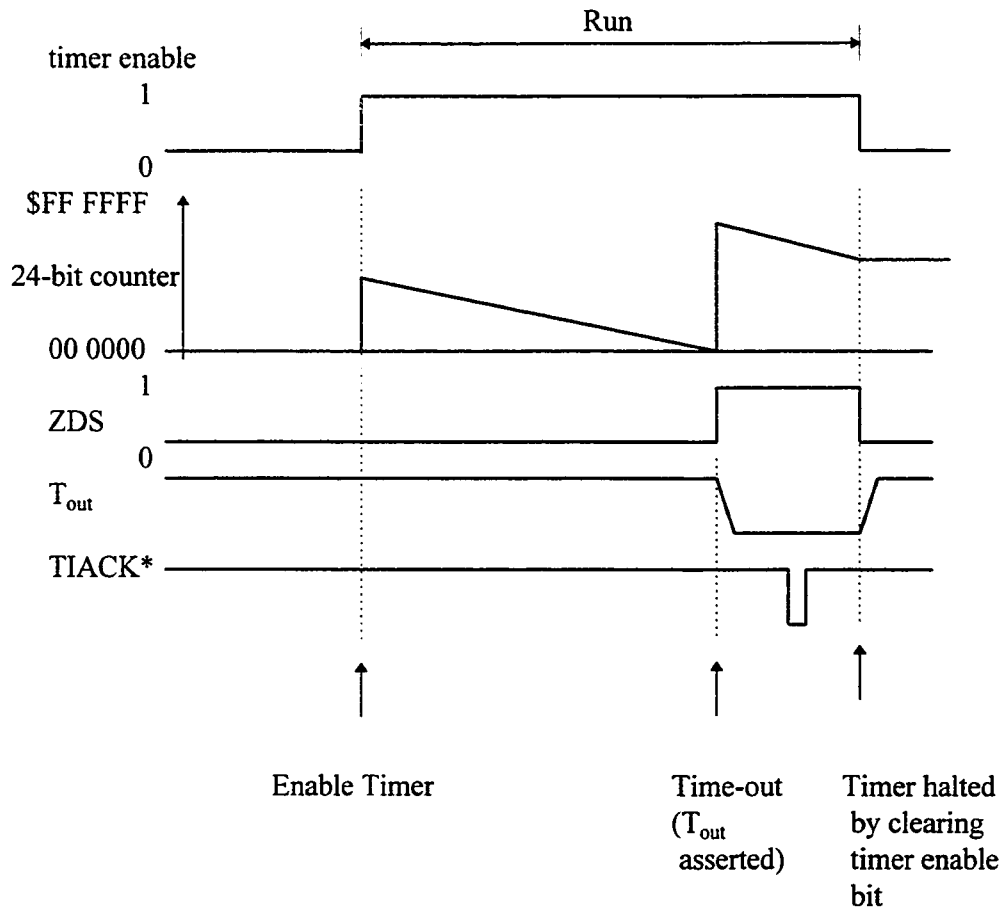 Run
timer enable
1
0
$FF FFFF
24-bit counter
00 0000
1
ZDS
0
Tout
TIACK*
Enable Timer
Time-out
(Tout
asserted)
Timer halted
by clearing
timer enable
bit